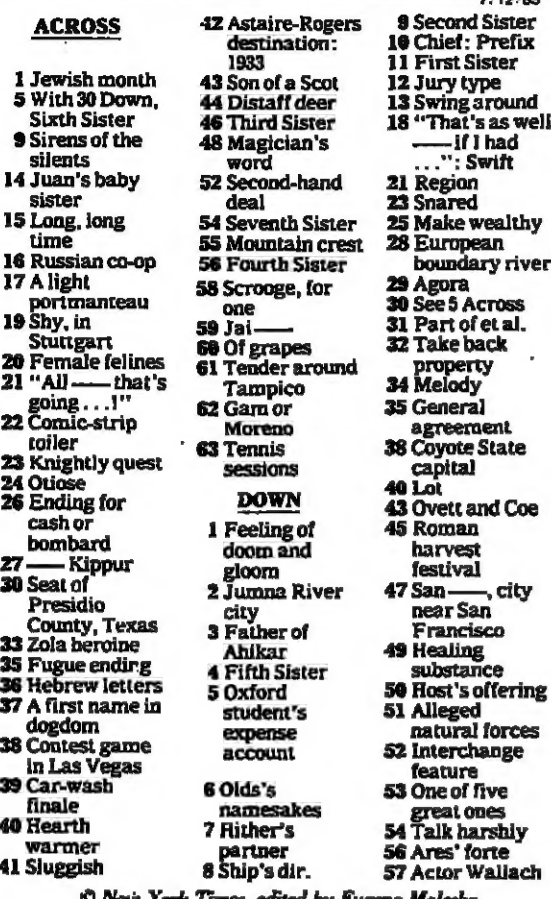 ACROSS
1 Jewish month
5 With 30 Down,
Sixth Sister
9 Sirens of the
silents
14 Juan's baby
sister
15 Long, long
time
16 Russian co-op
17 A light
portmanteau
19 Shy, in
Stuttgart
20 Female felines
21 "All —— that's
going . . . !"
22 Comic-strip
toiler
23 Knightly quest
24 Otiose
26 Ending for
cash or
bombard
27 —— Kippur
30 Seat of
Presidio
County, Texas
33 Zola heroine
35 Fugue ending
36 Hebrew letters
37 A first name in
dogdom
38 Contest game
in Las Vegas
39 Car-wash
finale
40 Hearth
warmer
41 Sluggish
42 Astaire-Rogers
destination:
1933
43 Son of a Scot
44 Distaff deer
46 Third Sister
48 Magician's
word
52 Second-hand
deal
54 Seventh Sister
55 Mountain crest
56 Fourth Sister
58 Scrooge, for
one
59 Jai ——
60 Of grapes
61 Tender around
Tampico
62 Gam or
Moreno
63 Tennis
sessions
DOWN
1 Feeling of
doom and
gloom
2 Jumna River
city
3 Father of
Ahikar
4 Fifth Sister
5 Oxford
student's
expense
account
6 Olds's
namesakes
7 Hither's
partner
8 Ship's dir.
9 Second Sister
10 Chief: Prefix
11 First Sister
12 Jury type
13 Swing around
18 "That's as well
—— if I had
. . .": Swift
21 Region
23 Snared
25 Make wealthy
28 European
boundary river
29 Agora
30 See 5 Across
31 Part of et al.
32 Take back
property
34 Melody
35 General
agreement
38 Coyote State
capital
40 Lot
43 Ovett and Coe
45 Roman
harvest
festival
47 San ——, city
near San
Francisco
49 Healing
substance
50 Host's offering
51 Alleged
natural forces
52 Interchange
feature
53 One of five
great ones
54 Talk harshly
56 Ares' forte
57 Actor Wallach
© New York Times, edited by Eugene